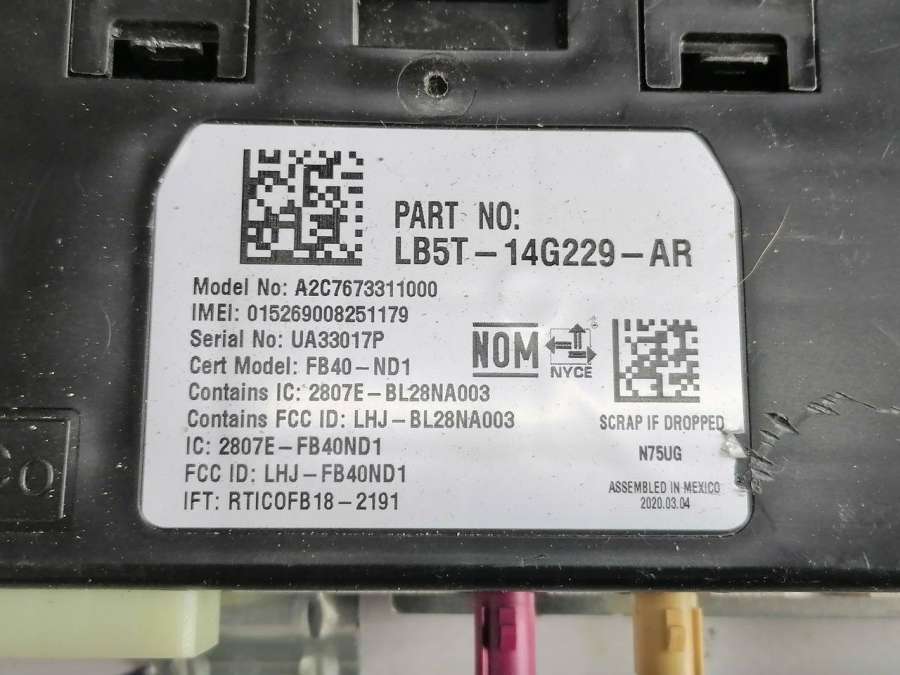 PART NO:
LB5T-14G229-AR
Model No: A2C7673311000
IMEI: 015269008251179
Serial No: UA33017P
Cert Model: FB40-ND1
Contains IC: 2807E-BL28NA003
Contains FCC ID: LHJ-BL28NA003
IC: 2807E-FB40ND1
FCC ID: LHJ-FB40ND1
IFT: RTICOFB18-2191
NOM
NYCE
SCRAP IF DROPPED
N75UG
ASSEMBLED IN MEXICO
2020.03.04